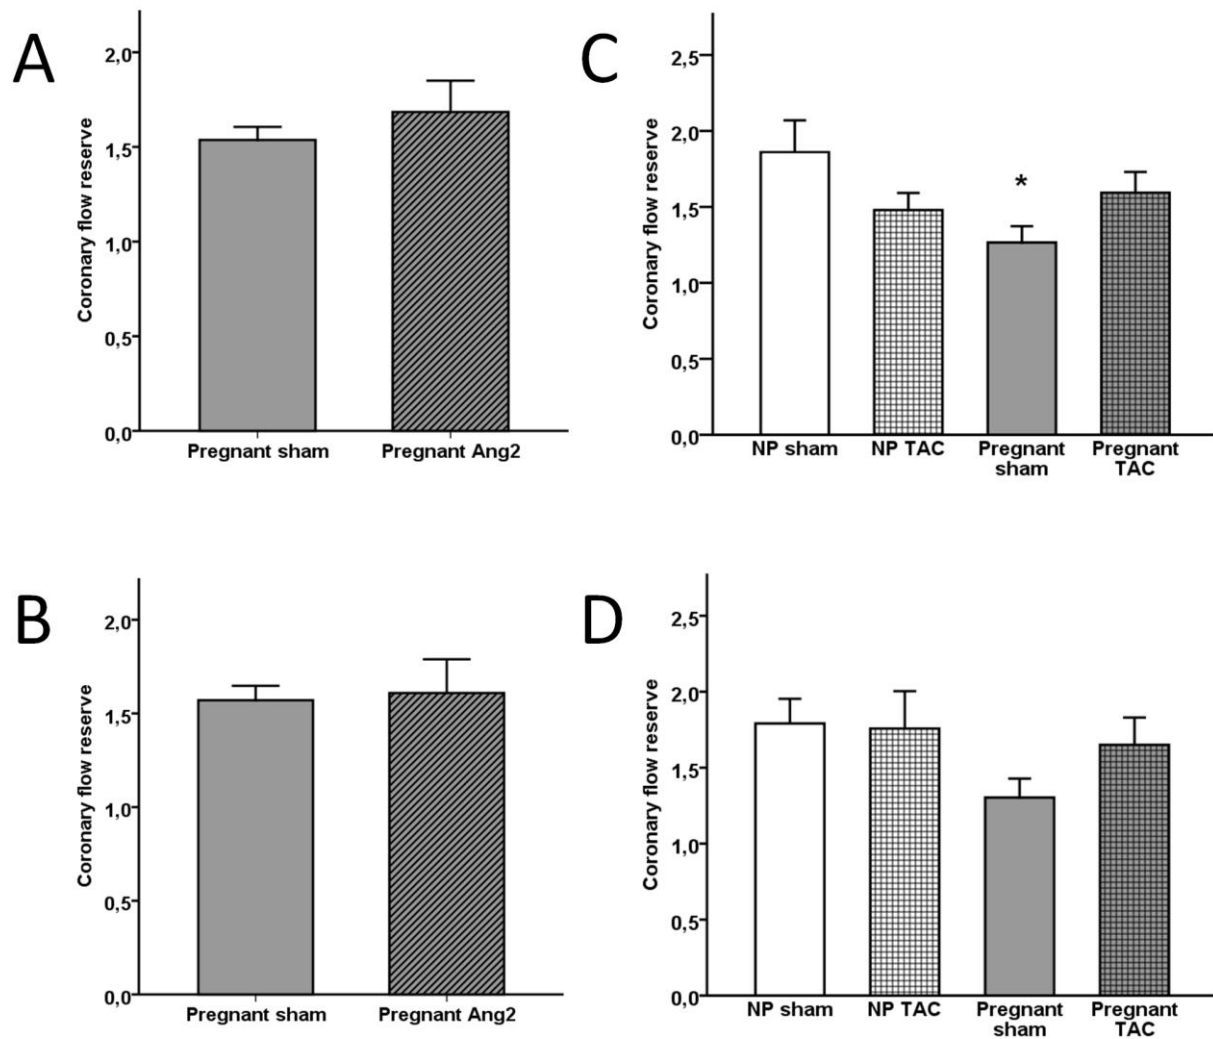 A
Coronary flow reserve
2,0
1,5
1,0
0,5
0,0
Pregnant sham
Pregnant Ang2
C
Coronary flow reserve
2,5
2,0
1,5
1,0
0,5
0,0
*
NP sham
NP TAC
Pregnant
sham
Pregnant
TAC
B
Coronary flow reserve
2,0
1,5
1,0
0,5
0,0
Pregnant sham
Pregnant Ang2
D
Coronary flow reserve
2,5
2,0
1,5
1,0
0,5
0,0
NP sham
NP TAC
Pregnant
sham
Pregnant
TAC